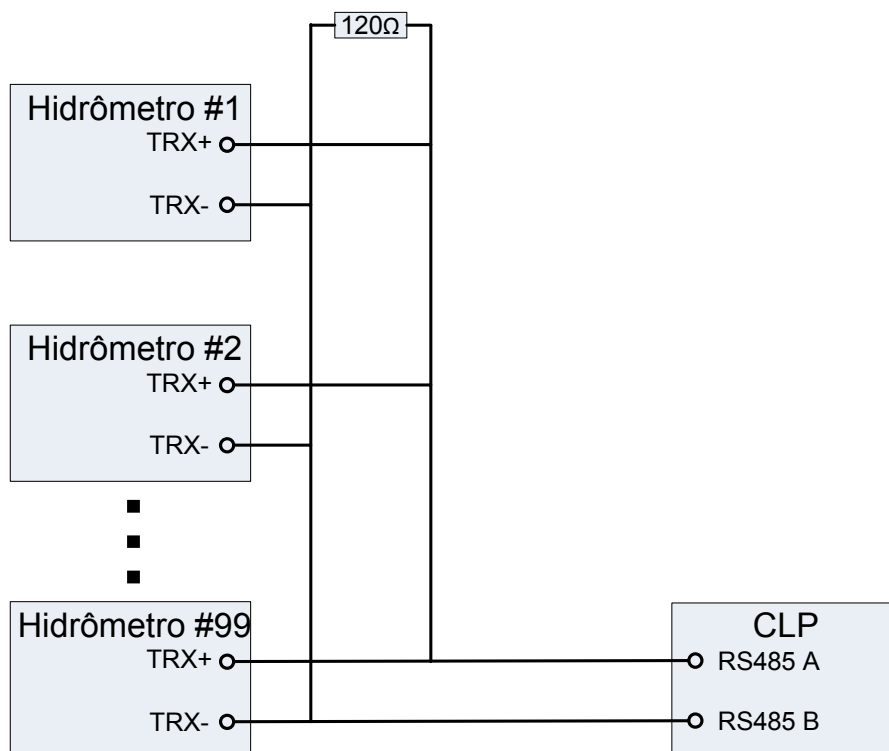 120Ω
Hidrômetro #1
TRX+
TRX-
Hidrômetro #2
TRX+
TRX-
Hidrômetro #99
TRX+
TRX-
CLP
RS485 A
RS485 B